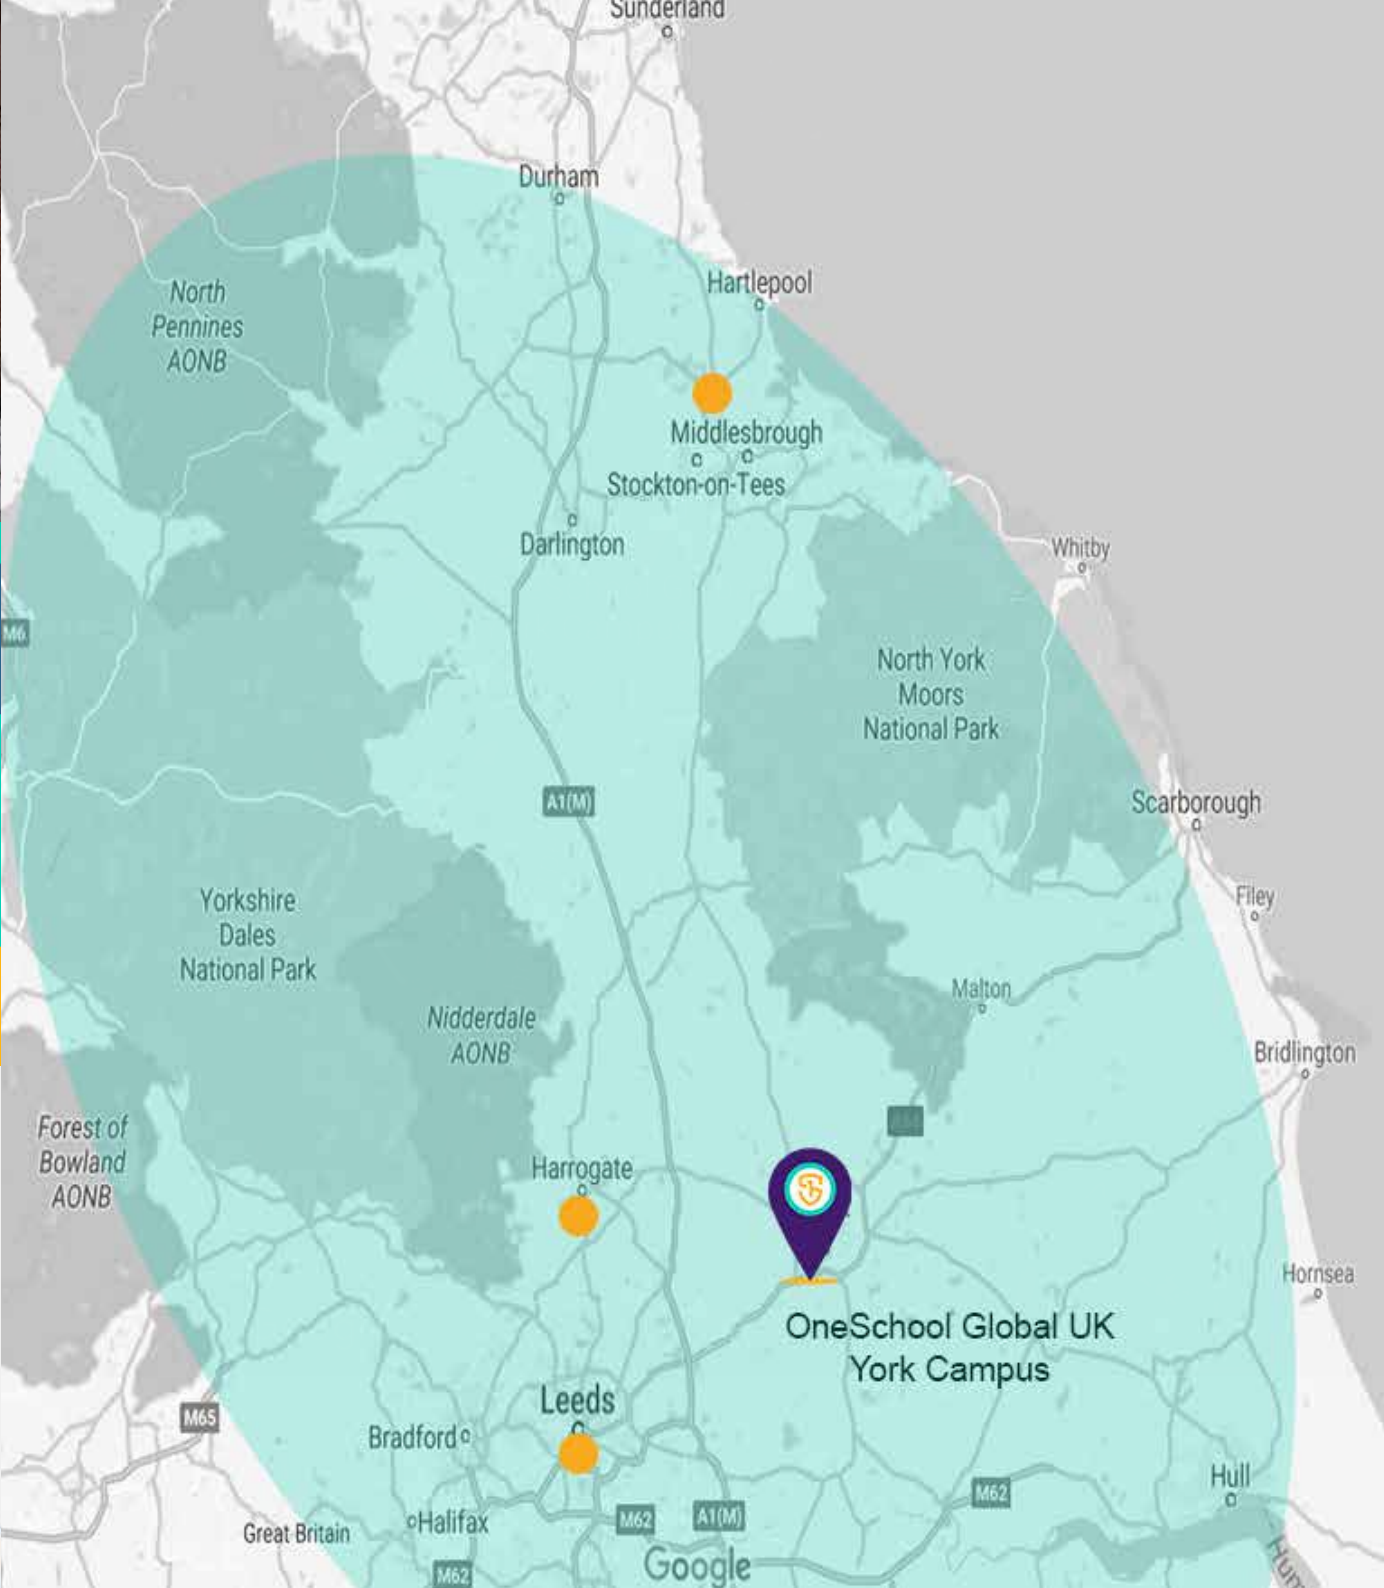 Sunderland
Durham
Hartlepool
North
Pennines
AONB
Middlesbrough
Stockton-on-Tees
Darlington
Whitby
M6
North York
Moors
National Park
A1(M)
Scarborough
Yorkshire
Dales
National Park
Filey
Malton
Nidderdale
AONB
Bridlington
Forest of
Bowland
AONB
Harrogate
Hornsea
OneSchool Global UK
York Campus
Leeds
M65
Bradford
Hull
M62
Halifax
M62
A1(M)
Great Britain
Google
M62